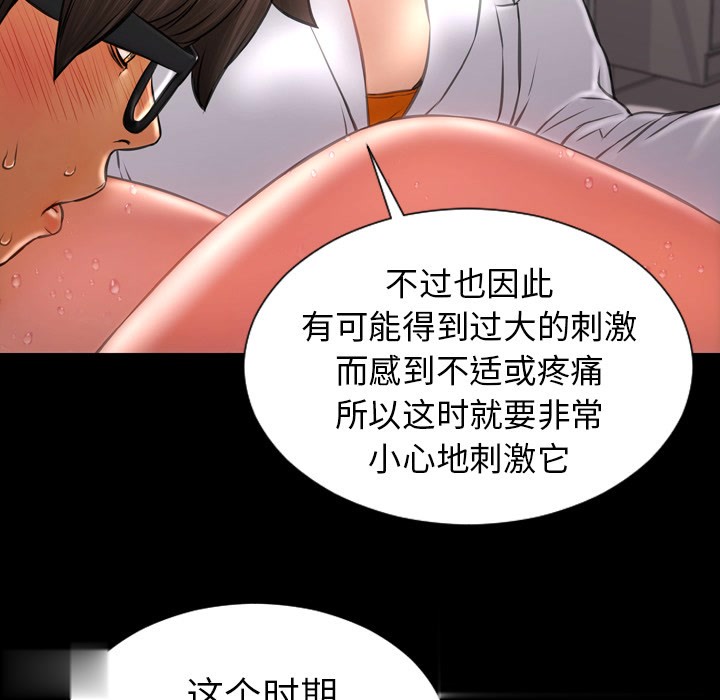 不过也因此
有可能得到过大的刺激
而感到不适或疼痛
所以这时就要非常
小心地刺激它
这个时期